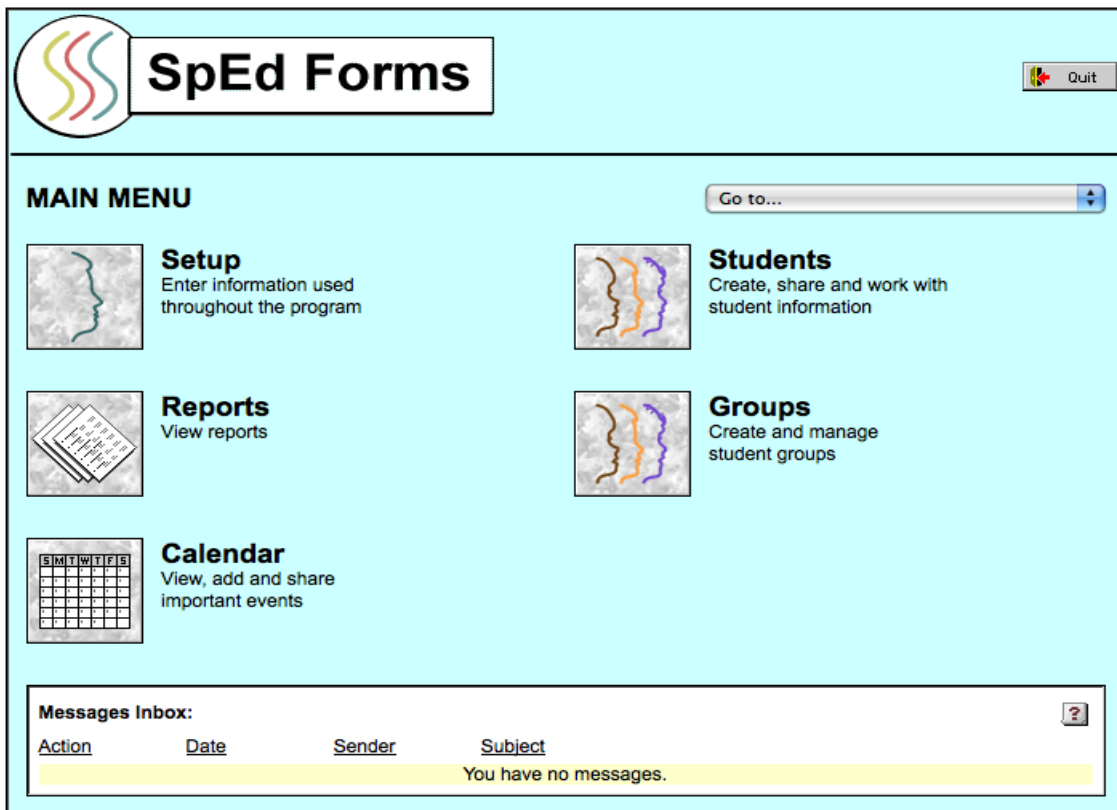 SpEd Forms
Quit
MAIN MENU
Go to...
Setup
Enter information used
throughout the program
Students
Create, share and work with
student information
Reports
View reports
Groups
Create and manage
student groups
S M T W T F S
Calendar
View, add and share
important events
Messages Inbox:
?
Action Date Sender Subject
You have no messages.